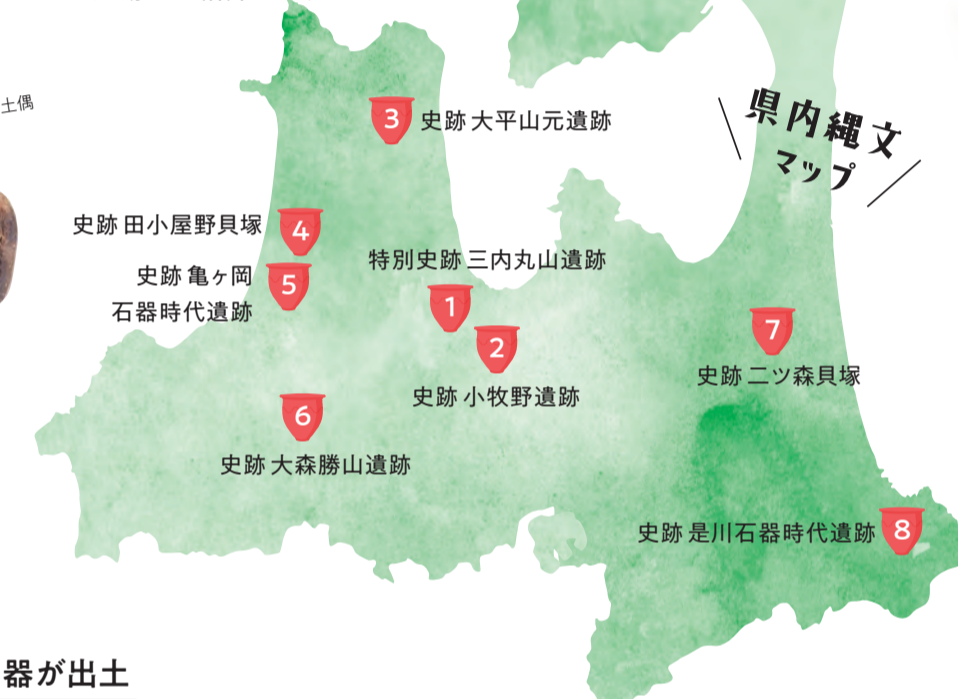 土偶
県内縄文
マップ
3
史跡 大平山元遺跡
史跡 田小屋野貝塚
4
史跡 亀ヶ岡
石器時代遺跡
5
特別史跡 三内丸山遺跡
1
2
史跡 小牧野遺跡
7
史跡 二ツ森貝塚
6
史跡 大森勝山遺跡
史跡 是川石器時代遺跡
8
器が出土